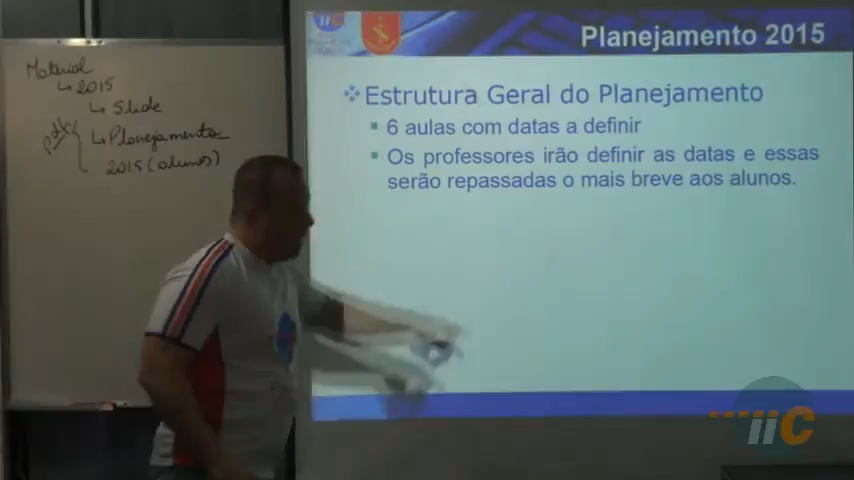 Material
↳ 2015
↳ Slide
↳ Planejamento
2015 (alunos)
Planejamento 2015
Estrutura Geral do Planejamento
6 aulas com datas a definir
Os professores irão definir as datas e essas
serão repassadas o mais breve aos alunos.
iiC